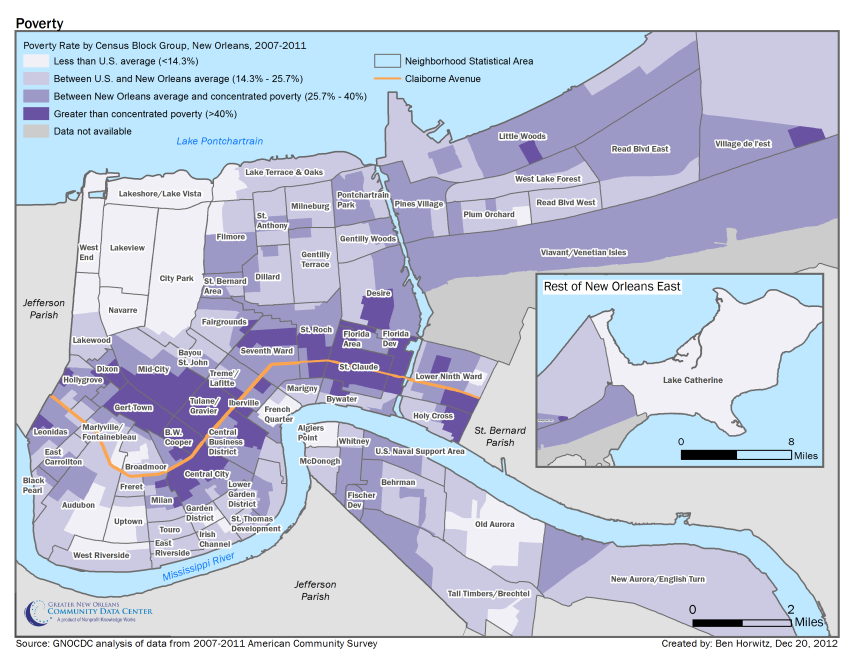 Poverty
Poverty Rate by Census Block Group, New Orleans, 2007-2011
Less than U.S. average (<14.3%)
Between U.S. and New Orleans average (14.3% - 25.7%)
Between New Orleans average and concentrated poverty (25.7% - 40%)
Greater than concentrated poverty (>40%)
Data not available
Neighborhood Statistical Area
Claiborne Avenue
Lake Pontchartrain
Little Woods
Read Blvd East
Village de l'est
Lake Terrace & Oaks
Lakeshore/Lake Vista
West Lake Forest
Pontchartrain
Park
Pines Village
Read Blvd West
Plum Orchard
Milneburg
St.
Anthony
Filmore
Gentilly Woods
West
End
Lakeview
City Park
Gentilly
Terrace
Viavant/Venetian Isles
St. Bernard
Area
Dillard
Desire
Rest of New Orleans East
Lake Catherine
0
8
Miles
Jefferson
Parish
Navarre
Fairgrounds
St. Roch
Florida
Area
Florida
Dev
Lakewood
Bayou
St. John
Seventh Ward
St. Claude
Dixon
Mid-City
Treme'/
Lafitte
Lower Ninth Ward
Hollygrove
Marigny
Bywater
Gert Town
Tulane/
Gravier
Iberville
French
Quarter
Holy Cross
St. Bernard
Parish
Leonidas
Marlyville/
Fontainebleau
B.W.
Cooper
Central
Business
District
Algiers
Point
Whitney
U.S. Naval Support Area
East
Carrollton
Broadmoor
McDonogh
Black
Pearl
Freret
Central City
Lower
Garden
District
Behrman
Fischer
Dev
Audubon
Milan
Garden
District
St. Thomas
Development
Uptown
Touro
Irish
Channel
Old Aurora
West Riverside
East
Riverside
Mississippi River
Jefferson
Parish
New Aurora/English Turn
Tall Timbers/Brechtel
0
2
Miles
GREATER NEW ORLEANS
COMMUNITY DATA CENTER
A product of Nonprofit Knowledge Works
Source: GNOCDC analysis of data from 2007-2011 American Community Survey
Created by: Ben Horwitz, Dec 20, 2012